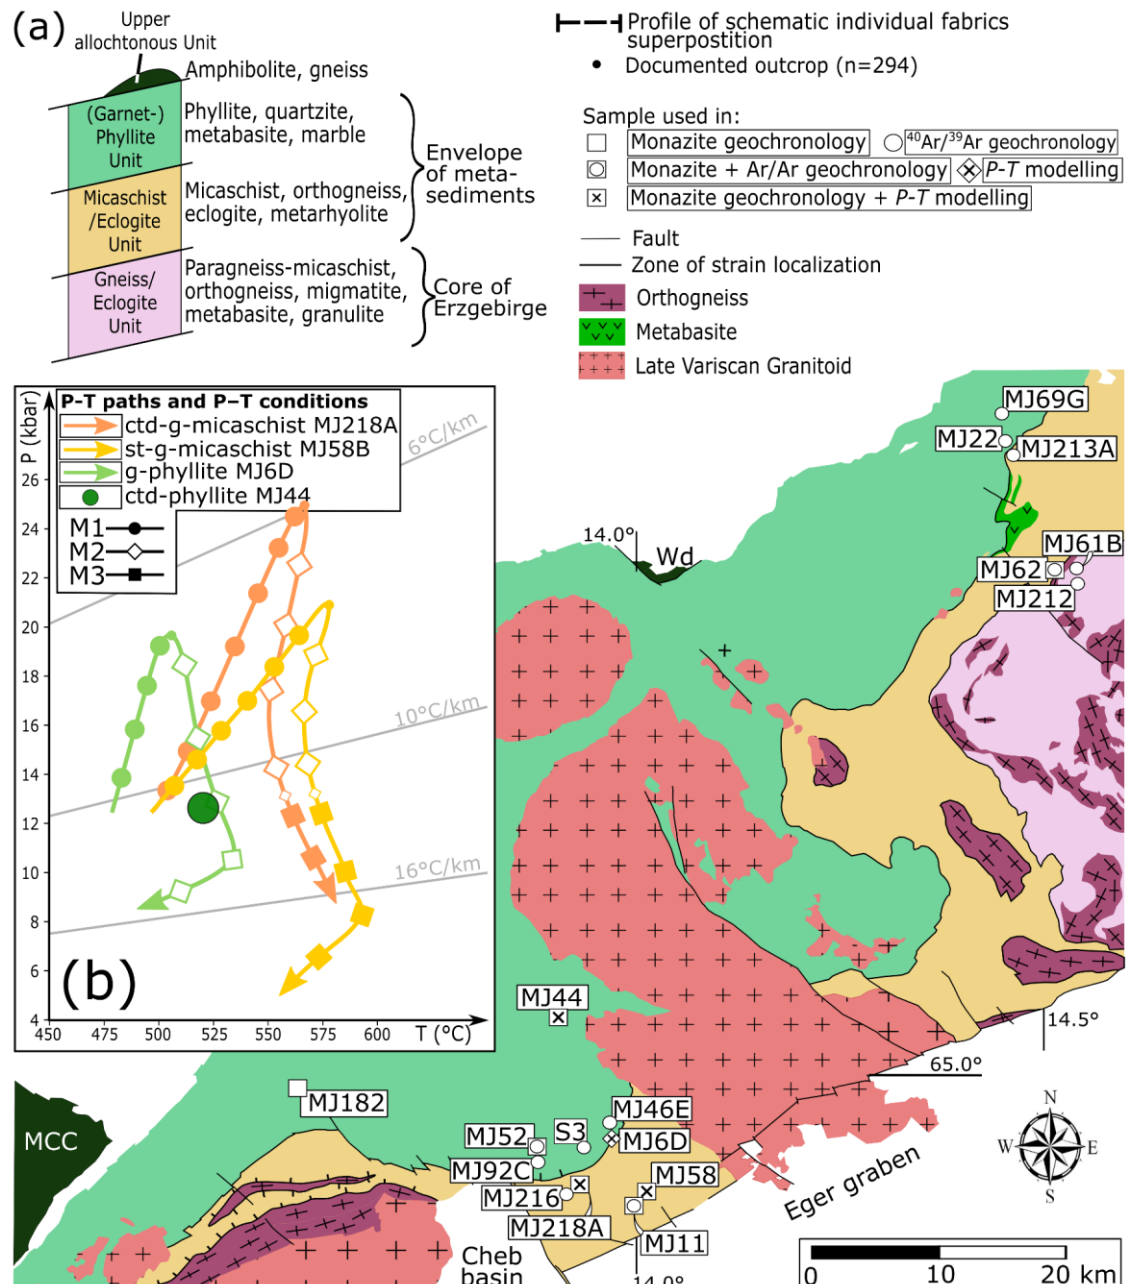 (a)
Upper
allochtonous Unit
Amphibolite, gneiss
(Garnet-)
Phyllite
Unit
Phyllite, quartzite,
metabasite, marble
Micaschist
/Eclogite
Unit
Micaschist, orthogneiss,
eclogite, metarhyolite
Gneiss/
Eclogite
Unit
Paragneiss-micaschist,
orthogneiss, migmatite,
metabasite, granulite
Envelope
of meta-
sediments
Core of
Erzgebirge
Profile of schematic individual fabrics
superpostition
Documented outcrop (n=294)
Sample used in:
Monazite geochronology
40Ar/39Ar geochronology
Monazite + Ar/Ar geochronology
P-T modelling
Monazite geochronology + P-T modelling
Fault
Zone of strain localization
Orthogneiss
Metabasite
Late Variscan Granitoid
P (kbar)
P-T paths and P–T conditions
ctd-g-micaschist MJ218A
st-g-micaschist MJ58B
g-phyllite MJ6D
ctd-phyllite MJ44
M1
M2
M3
6°C/km
10°C/km
16°C/km
26
24
22
20
18
16
14
12
10
8
6
4
(b)
450
475
500
525
550
575
600
T (°C)
MJ69G
MJ22
MJ213A
14.0°
Wd
MJ61B
MJ62
MJ212
MJ44
14.5°
65.0°
MJ182
MCC
MJ46E
S3
MJ52
MJ6D
MJ92C
MJ58
MJ216
MJ218A
MJ11
Eger graben
Cheb
basin
14.0°
N
W
E
S
0
10
20 km